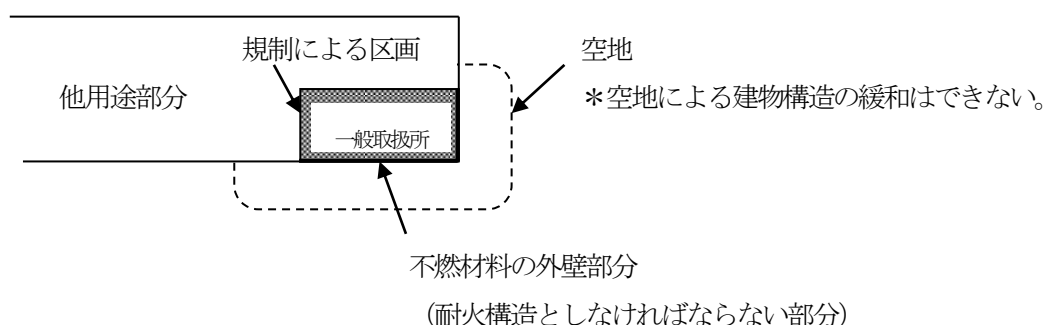 規制による区画
空地
他用途部分
＊空地による建物構造の緩和はできない。
一般取扱所
不燃材料の外壁部分
（耐火構造としなければならない部分）